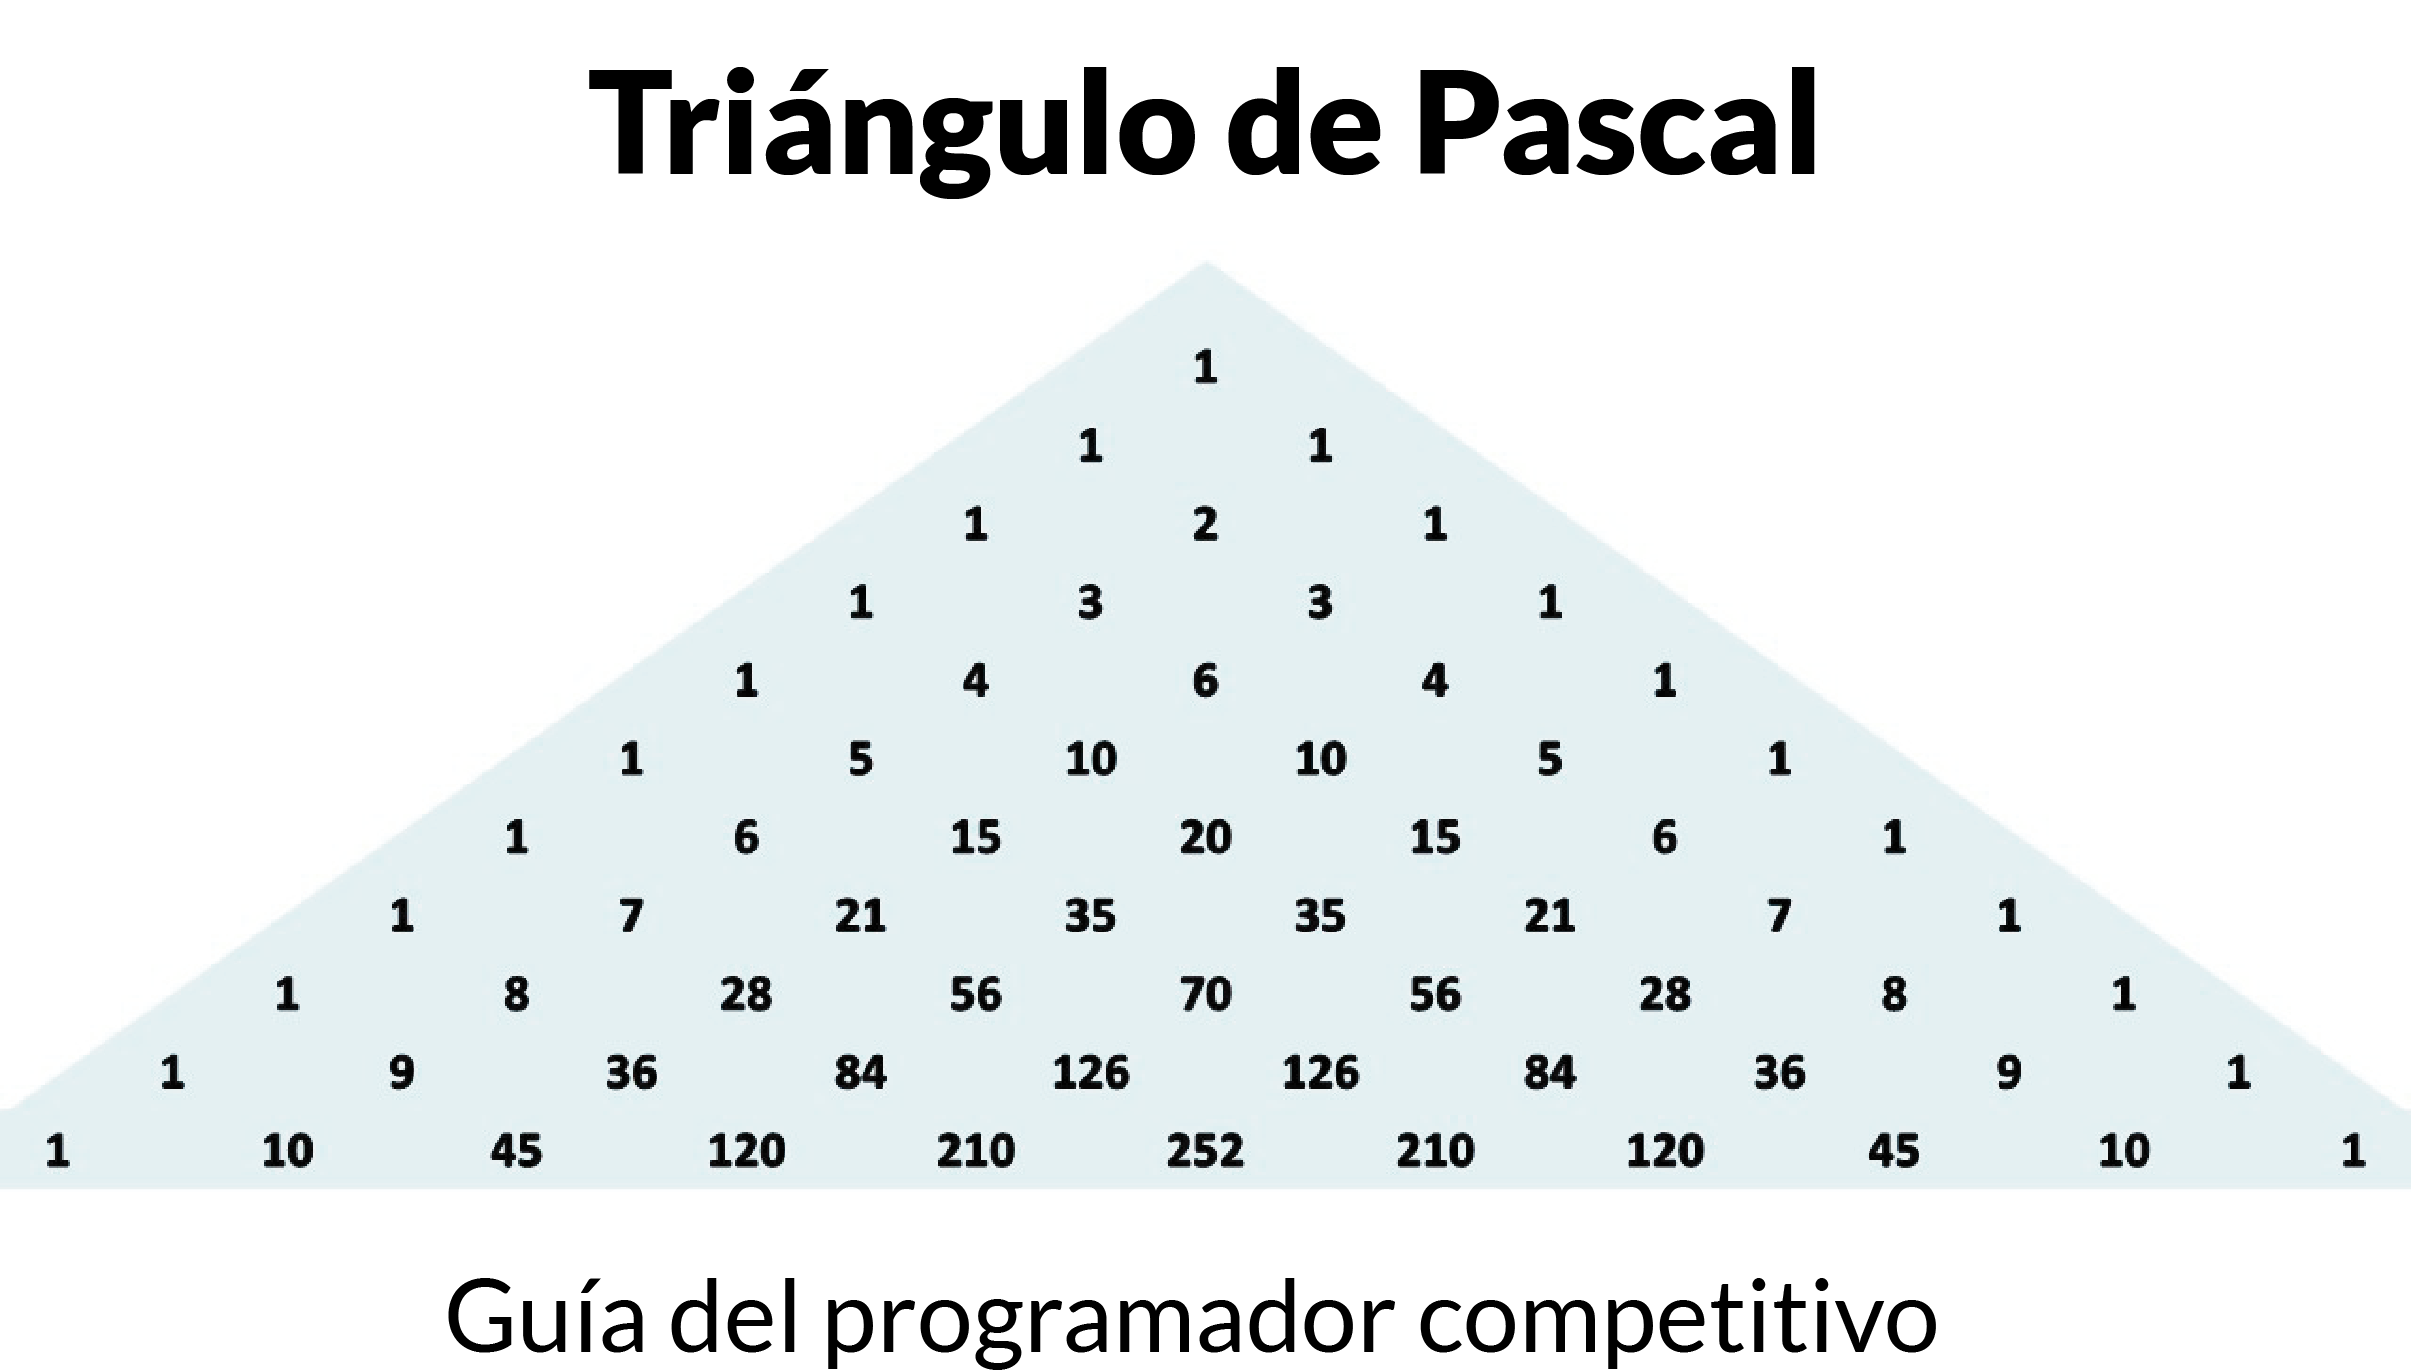 Triángulo de Pascal
1
1 1
1 2 1
1 3 3 1
1 4 6 4 1
1 5 10 10 5 1
1 6 15 20 15 6 1
1 7 21 35 35 21 7 1
1 8 28 56 70 56 28 8 1
1 9 36 84 126 126 84 36 9 1
1 10 45 120 210 252 210 120 45 10 1
Guía del programador competitivo